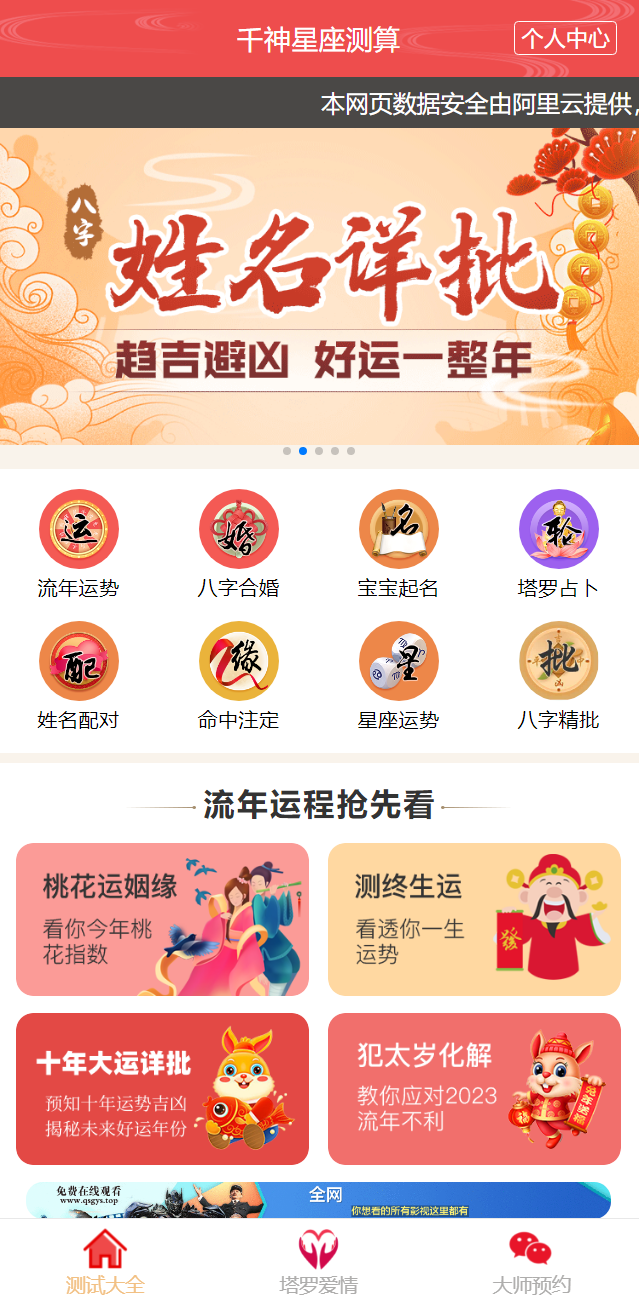 千神星座测算
个人中心
本网页数据安全由阿里云提供，
八字
姓名详批
趋吉避凶 好运一整年
运
婚
名
轮
流年运势
八字合婚
宝宝起名
塔罗占卜
配
缘
星
批
姓名配对
命中注定
星座运势
八字精批
流年运程抢先看
桃花运姻缘
看你今年桃
花指数
测终生运
看透你一生
运势
發
十年大运详批
预知十年运势吉凶
揭秘未来好运年份
犯太岁化解
教你应对2023
流年不利
免费在线观看
www.qsgys.top
全网
你想看的所有影视这里都有
测试大全
塔罗爱情
大师预约